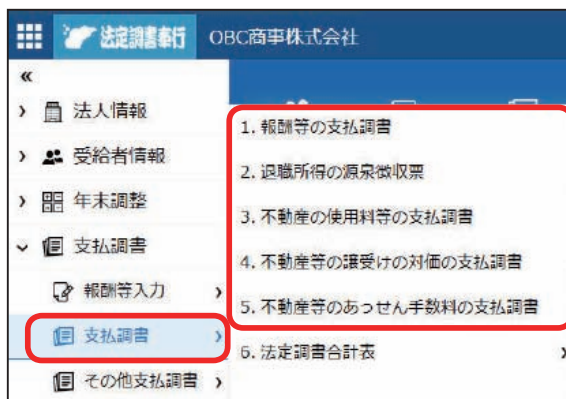 法定調書奉行 OBC商事株式会社
«
法人情報
受給者情報
年末調整
支払調書
報酬等入力
支払調書
その他支払調書
1. 報酬等の支払調書
2. 退職所得の源泉徴収票
3. 不動産の使用料等の支払調書
4. 不動産等の譲受けの対価の支払調書
5. 不動産等のあっせん手数料の支払調書
6. 法定調書合計表